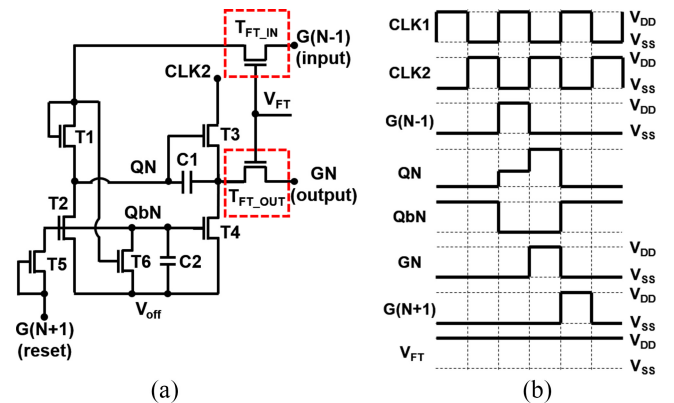 T_FT_IN
G(N-1)
(input)
CLK2
V_FT
T1
T3
QN
C1
GN
(output)
T_FT_OUT
T2
QbN
T4
T5
T6
C2
V_off
G(N+1)
(reset)
(a)
CLK1
V_DD
V_SS
CLK2
V_DD
V_SS
G(N-1)
V_DD
V_SS
QN
QbN
GN
V_DD
V_SS
G(N+1)
V_DD
V_SS
V_FT
V_DD
V_SS
(b)